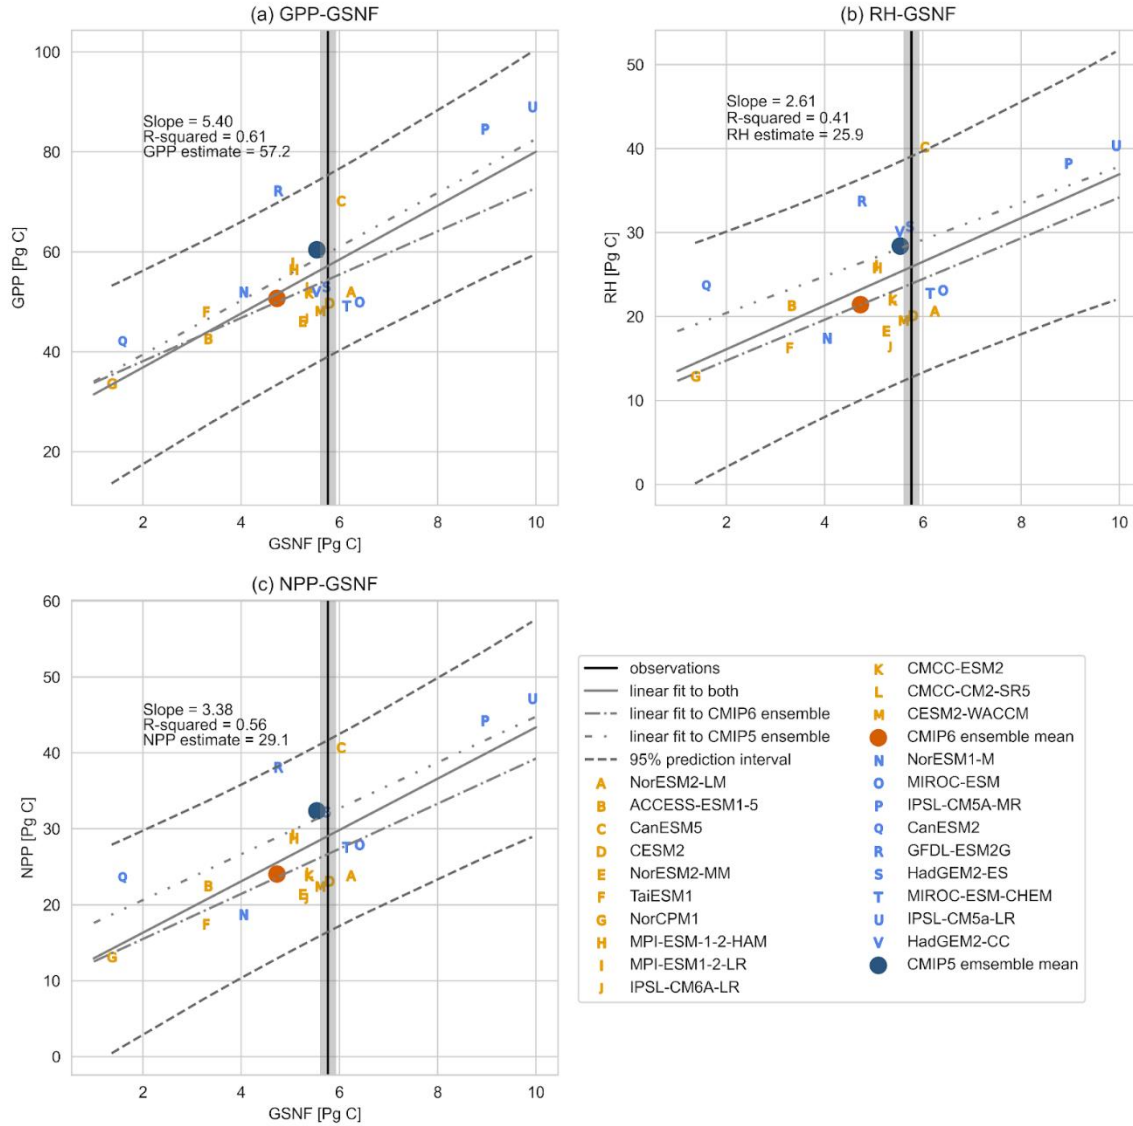 (a) GPP-GSNF
100
80
60
40
20
GPP [Pg C]
Slope = 5.40
R-squared = 0.61
GPP estimate = 57.2
R
C
U
P
H
N
F
Q
B
G
K
M
E
D
V
S
A
T
O
2
4
6
8
10
GSNF [Pg C]
(b) RH-GSNF
50
40
30
20
10
0
RH [Pg C]
Slope = 2.61
R-squared = 0.41
RH estimate = 25.9
C
U
P
R
V
S
Q
H
B
K
T
O
A
D
M
E
N
F
J
G
2
4
6
8
10
(c) NPP-GSNF
60
50
40
30
20
10
0
NPP [Pg C]
Slope = 3.38
R-squared = 0.56
NPP estimate = 29.1
U
P
C
R
S
H
T
O
Q
B
K
A
D
M
E
J
N
F
G
2
4
6
8
10
GSNF [Pg C]
observations
linear fit to both
linear fit to CMIP6 ensemble
linear fit to CMIP5 ensemble
95% prediction interval
A NorESM2-LM
B ACCESS-ESM1-5
C CanESM5
D CESM2
E NorESM2-MM
F TaiESM1
G NorCPM1
H MPI-ESM-1-2-HAM
I MPI-ESM1-2-LR
J IPSL-CM6A-LR
K CMCC-ESM2
L CMCC-CM2-SR5
M CESM2-WACCM
CMIP6 ensemble mean
N NorESM1-M
O MIROC-ESM
P IPSL-CM5A-MR
Q CanESM2
R GFDL-ESM2G
S HadGEM2-ES
T MIROC-ESM-CHEM
U IPSL-CM5a-LR
V HadGEM2-CC
CMIP5 emsemble mean